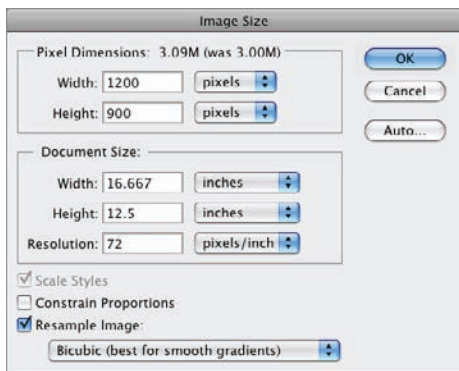 Image Size
Pixel Dimensions: 3.09M (was 3.00M)
OK
Width: 1200 pixels
Cancel
Height: 900 pixels
Auto...
Document Size:
Width: 16.667 inches
Height: 12.5 inches
Resolution: 72 pixels/inch
Scale Styles
Constrain Proportions
Resample Image:
Bicubic (best for smooth gradients)